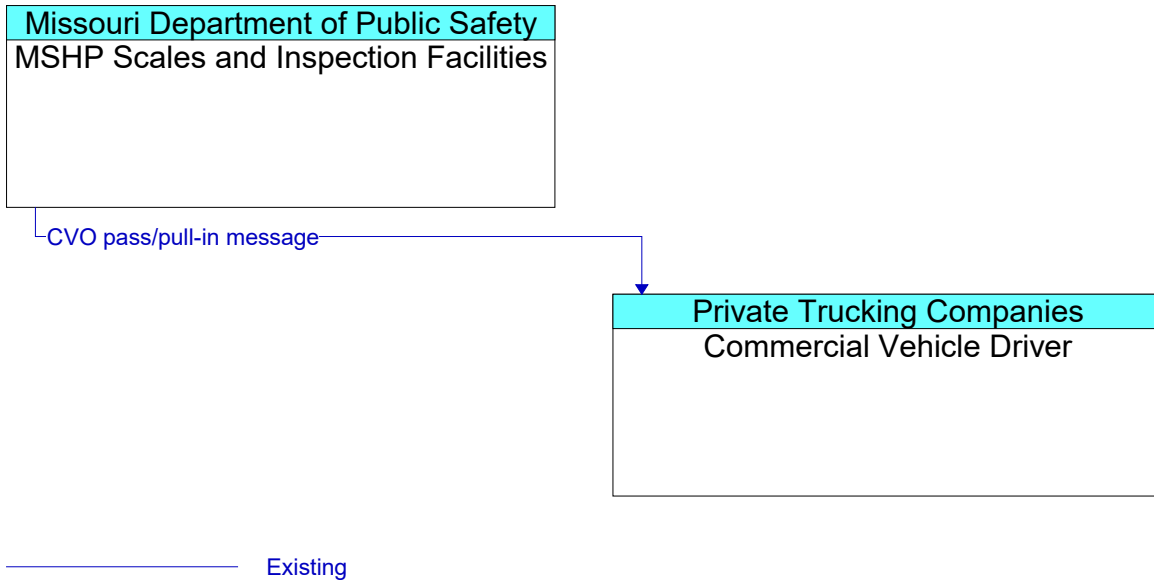 Missouri Department of Public Safety
MSHP Scales and Inspection Facilities
CVO pass/pull-in message
Private Trucking Companies
Commercial Vehicle Driver
Existing